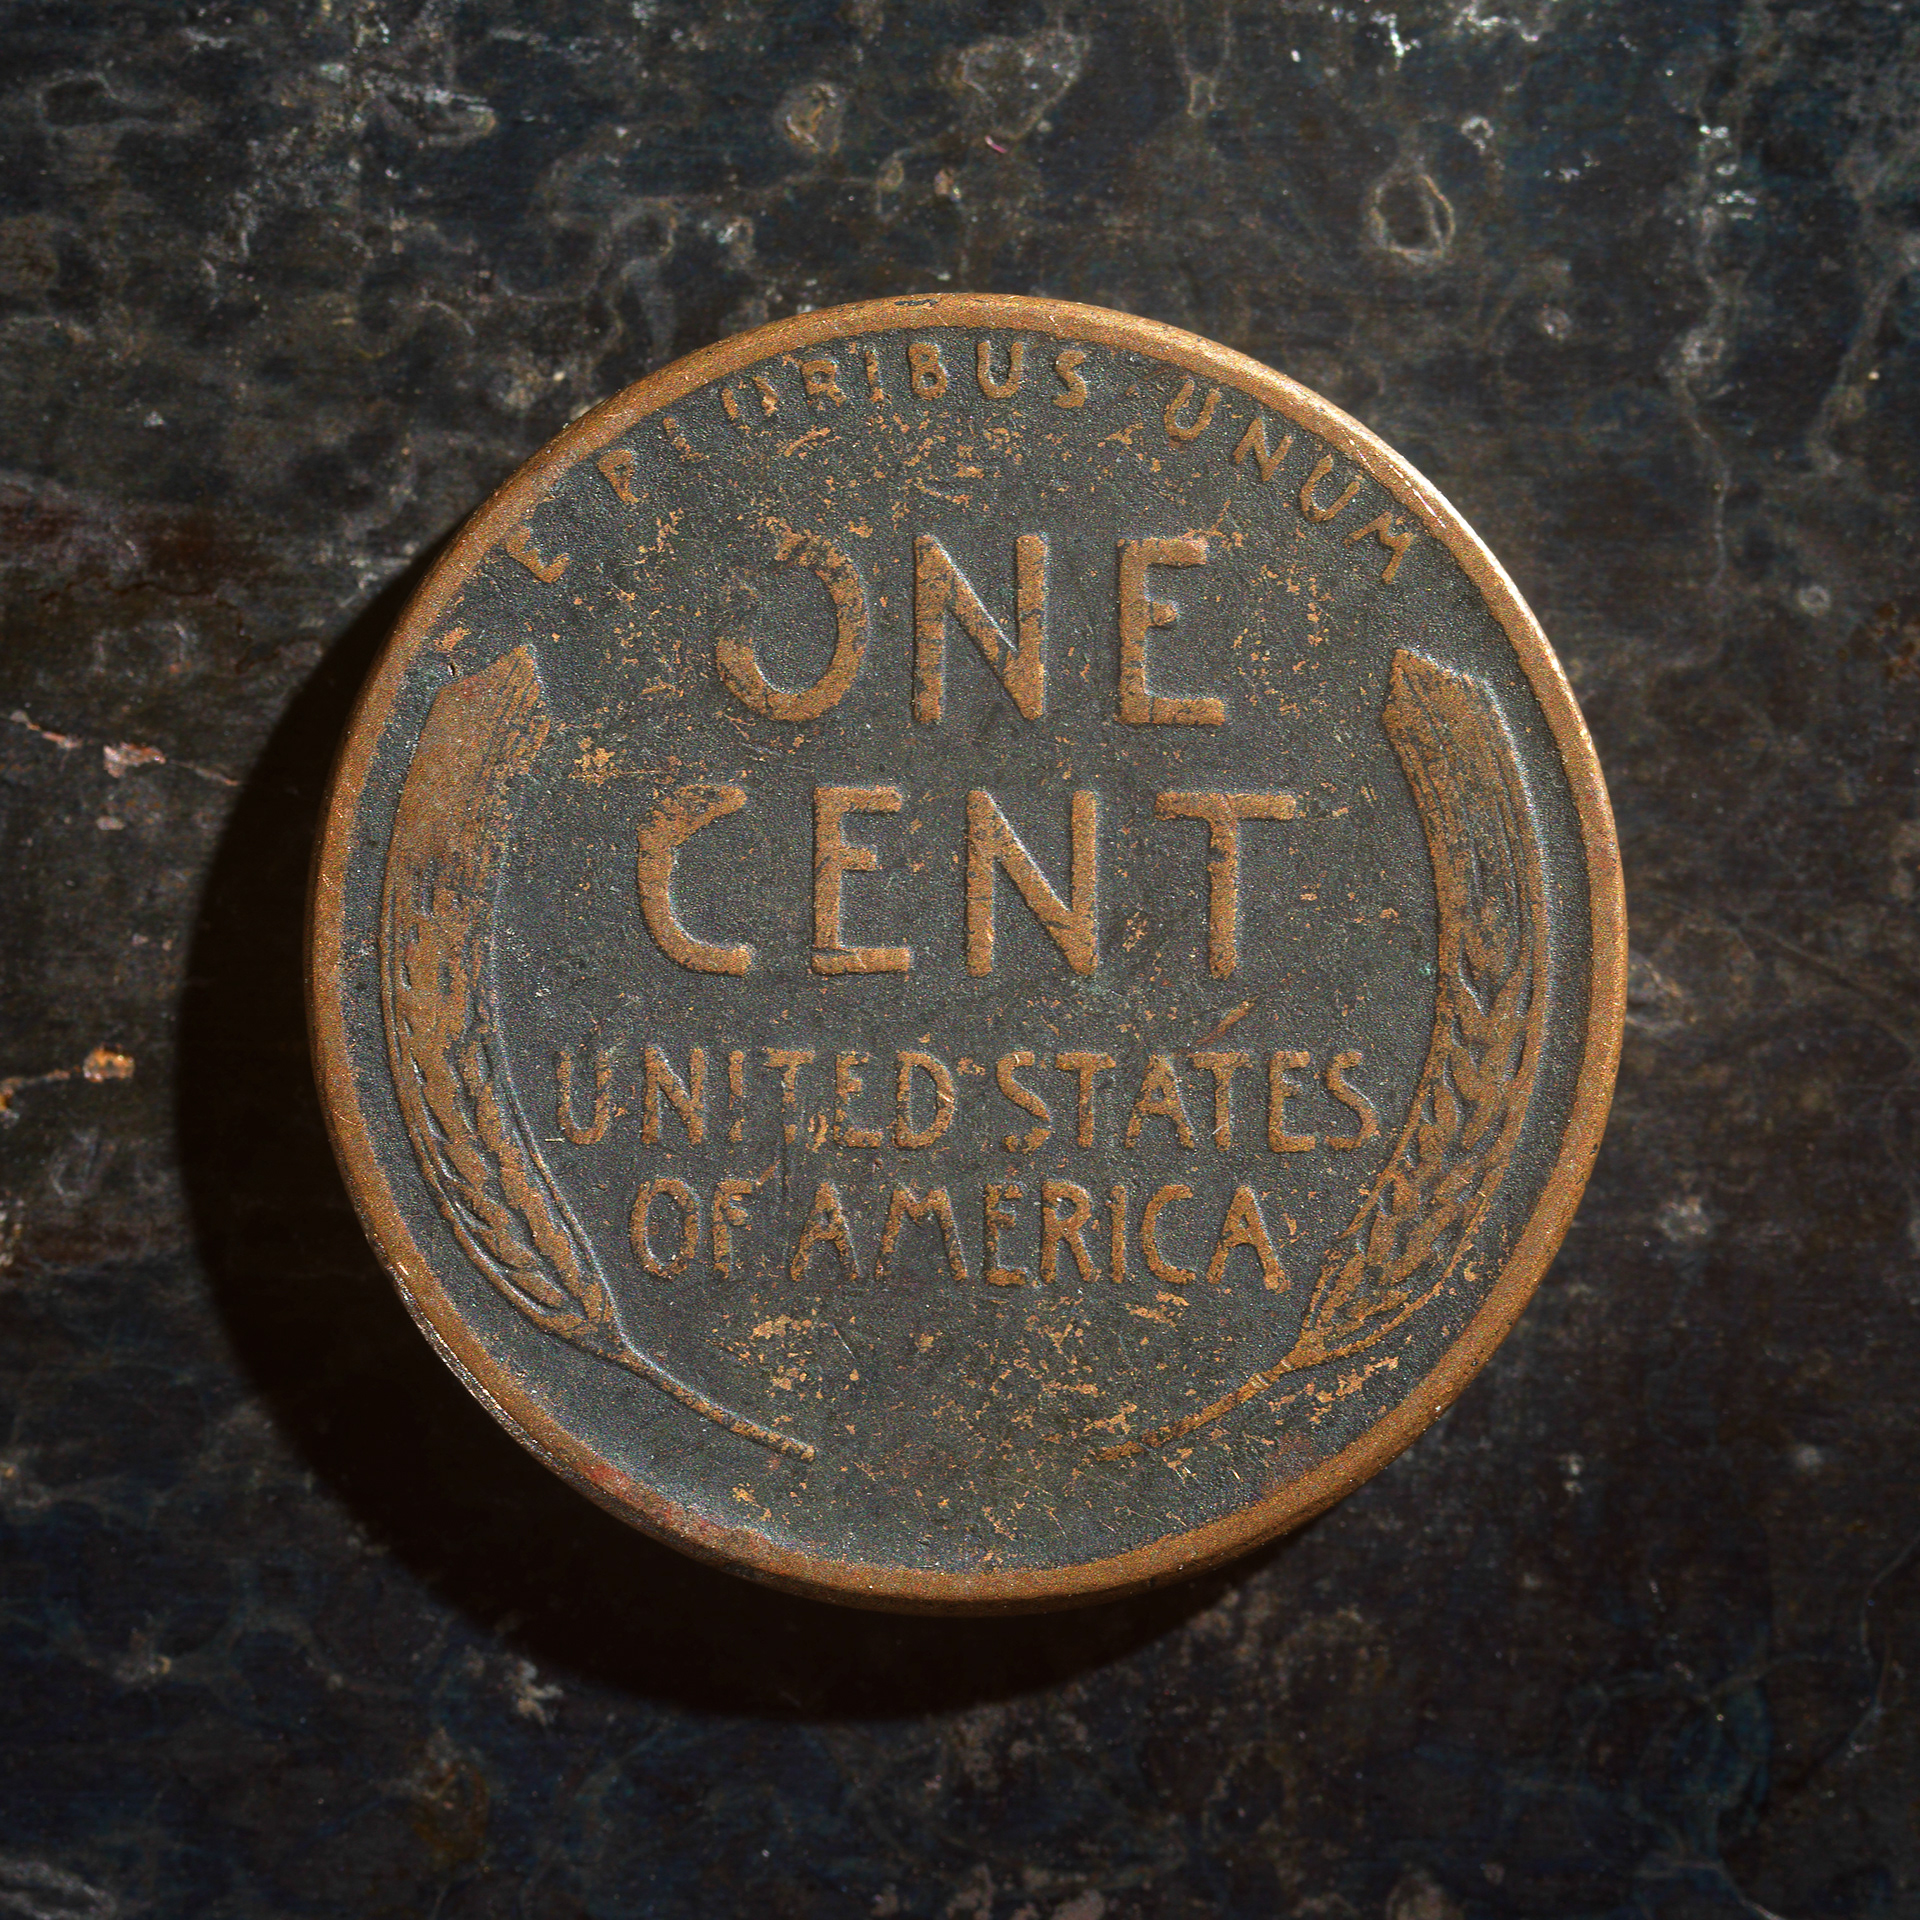 E PLURIBUS UNUM
ONE
CENT
UNITED STATES
OF AMERICA